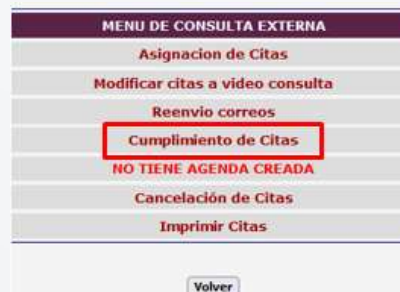 MENU DE CONSULTA EXTERNA
Asignacion de Citas
Modificar citas a video consulta
Reenvio correos
Cumplimiento de Citas
NO TIENE AGENDA CREADA
Cancelación de Citas
Imprimir Citas
Volver